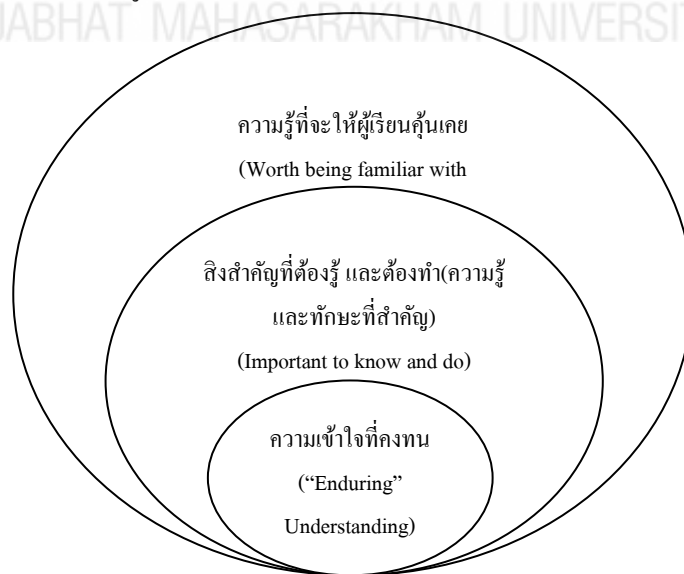 JABHAT MAHASARAKHAM UNIVERSIT
ความรู้ที่จะให้ผู้เรียนคุ้นเคย
(Worth being familiar with
สิงสำคัญที่ต้องรู้ และต้องทำ(ความรู้
และทักษะที่สำคัญ)
(Important to know and do)
ความเข้าใจที่คงทน
(“Enduring”
Understanding)